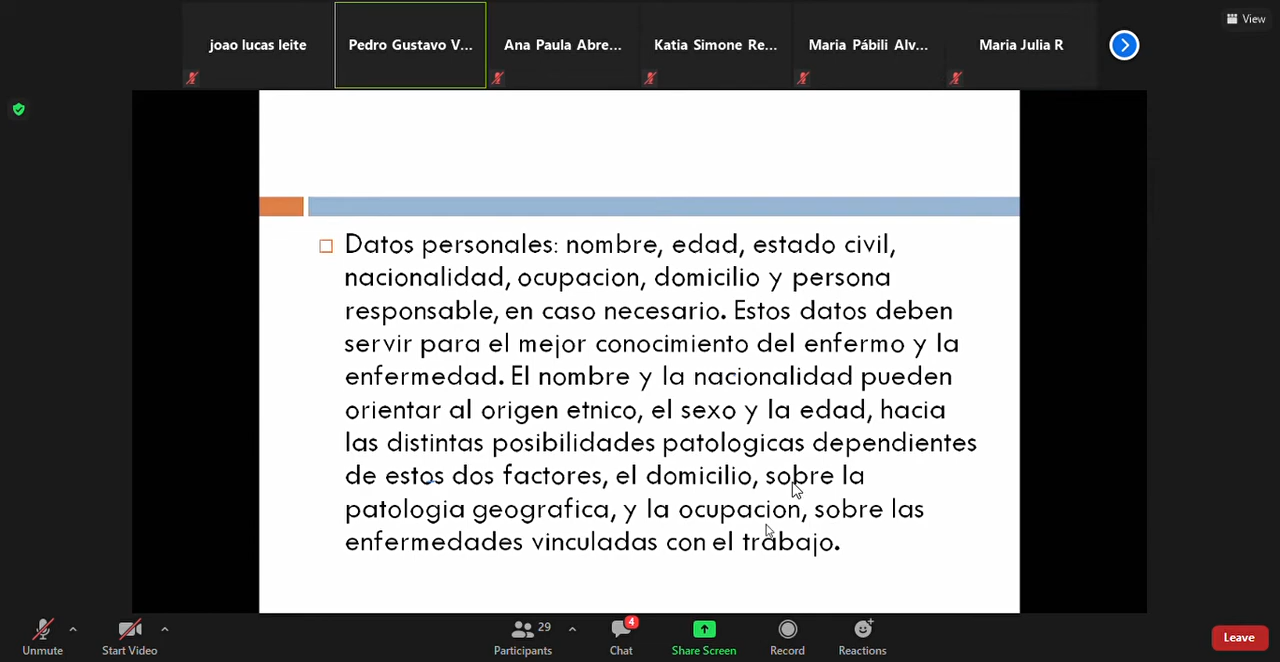 View
joao lucas leite
Pedro Gustavo V...
Ana Paula Abre...
Katia Simone Re...
Maria Pábili Alv...
Maria Julia R
Datos personales: nombre, edad, estado civil,
nacionalidad, ocupacion, domicilio y persona
responsable, en caso necesario. Estos datos deben
servir para el mejor conocimiento del enfermo y la
enfermedad. El nombre y la nacionalidad pueden
orientar al origen etnico, el sexo y la edad, hacia
las distintas posibilidades patologicas dependientes
de estos dos factores, el domicilio, sobre la
patologia geografica, y la ocupacion, sobre las
enfermedades vinculadas con el trabajo.
Unmute
Start Video
29
Participants
4
Chat
Share Screen
Record
Reactions
Leave